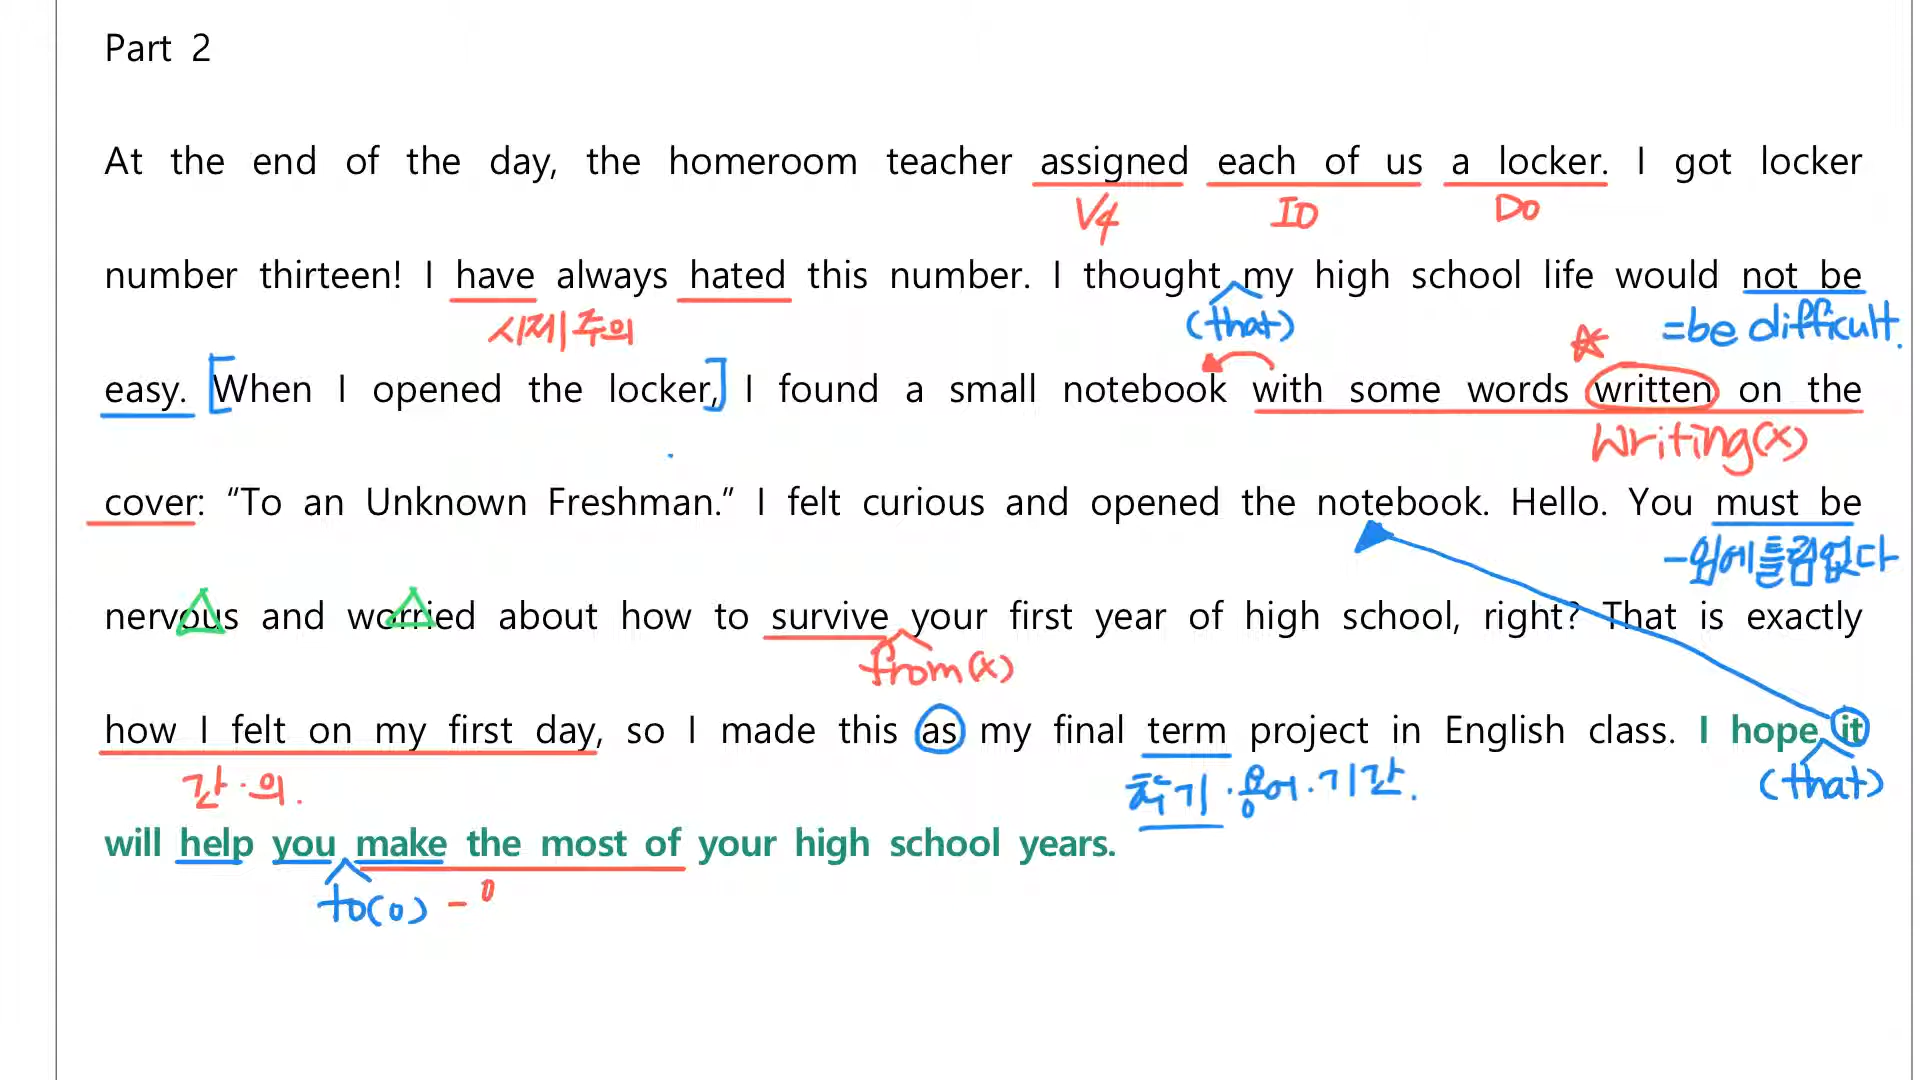 Part 2
At the end of the day, the homeroom teacher assigned each of us a locker. I got locker
V4 IO DO
number thirteen! I have always hated this number. I thought my high school life would not be
시제주의 (that) =be difficult.
easy. [When I opened the locker,] I found a small notebook with some words written on the
writing(x)
cover: “To an Unknown Freshman.” I felt curious and opened the notebook. Hello. You must be
-임에틀림없다
nervous and worried about how to survive your first year of high school, right? That is exactly
from(x)
how I felt on my first day, so I made this as my final term project in English class. I hope it
간·의. 학기·용어·기간. (that)
will help you make the most of your high school years.
to(o) -